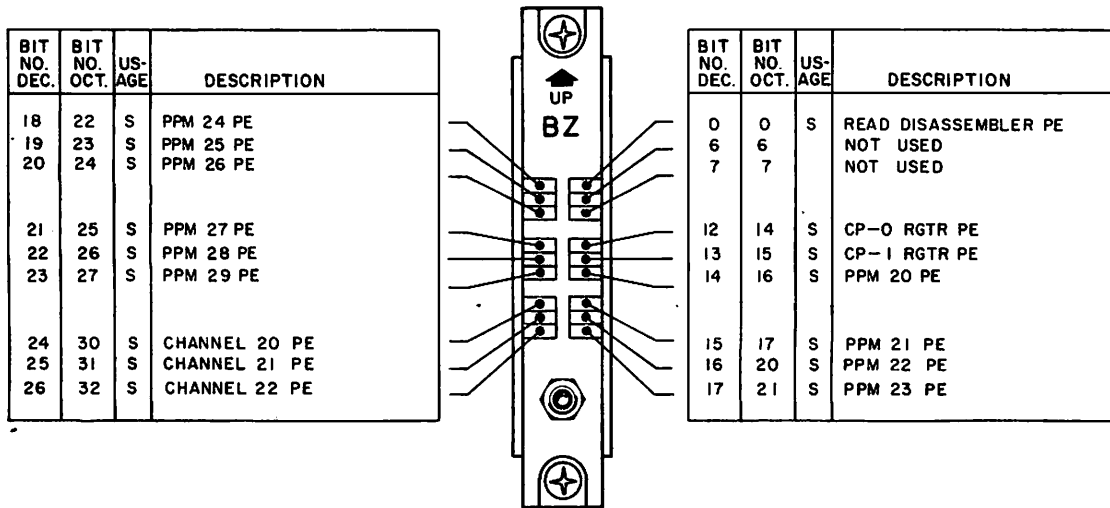 BIT NO. DEC. BIT NO. OCT. US-AGE DESCRIPTION
18 22 S PPM 24 PE
19 23 S PPM 25 PE
20 24 S PPM 26 PE
21 25 S PPM 27 PE
22 26 S PPM 28 PE
23 27 S PPM 29 PE
24 30 S CHANNEL 20 PE
25 31 S CHANNEL 21 PE
26 32 S CHANNEL 22 PE
UP
BZ
BIT NO. DEC. BIT NO. OCT. US-AGE DESCRIPTION
0 0 S READ DISASSEMBLER PE
6 6 NOT USED
7 7 NOT USED
12 14 S CP-0 RGTR PE
13 15 S CP-1 RGTR PE
14 16 S PPM 20 PE
15 17 S PPM 21 PE
16 20 S PPM 22 PE
17 21 S PPM 23 PE